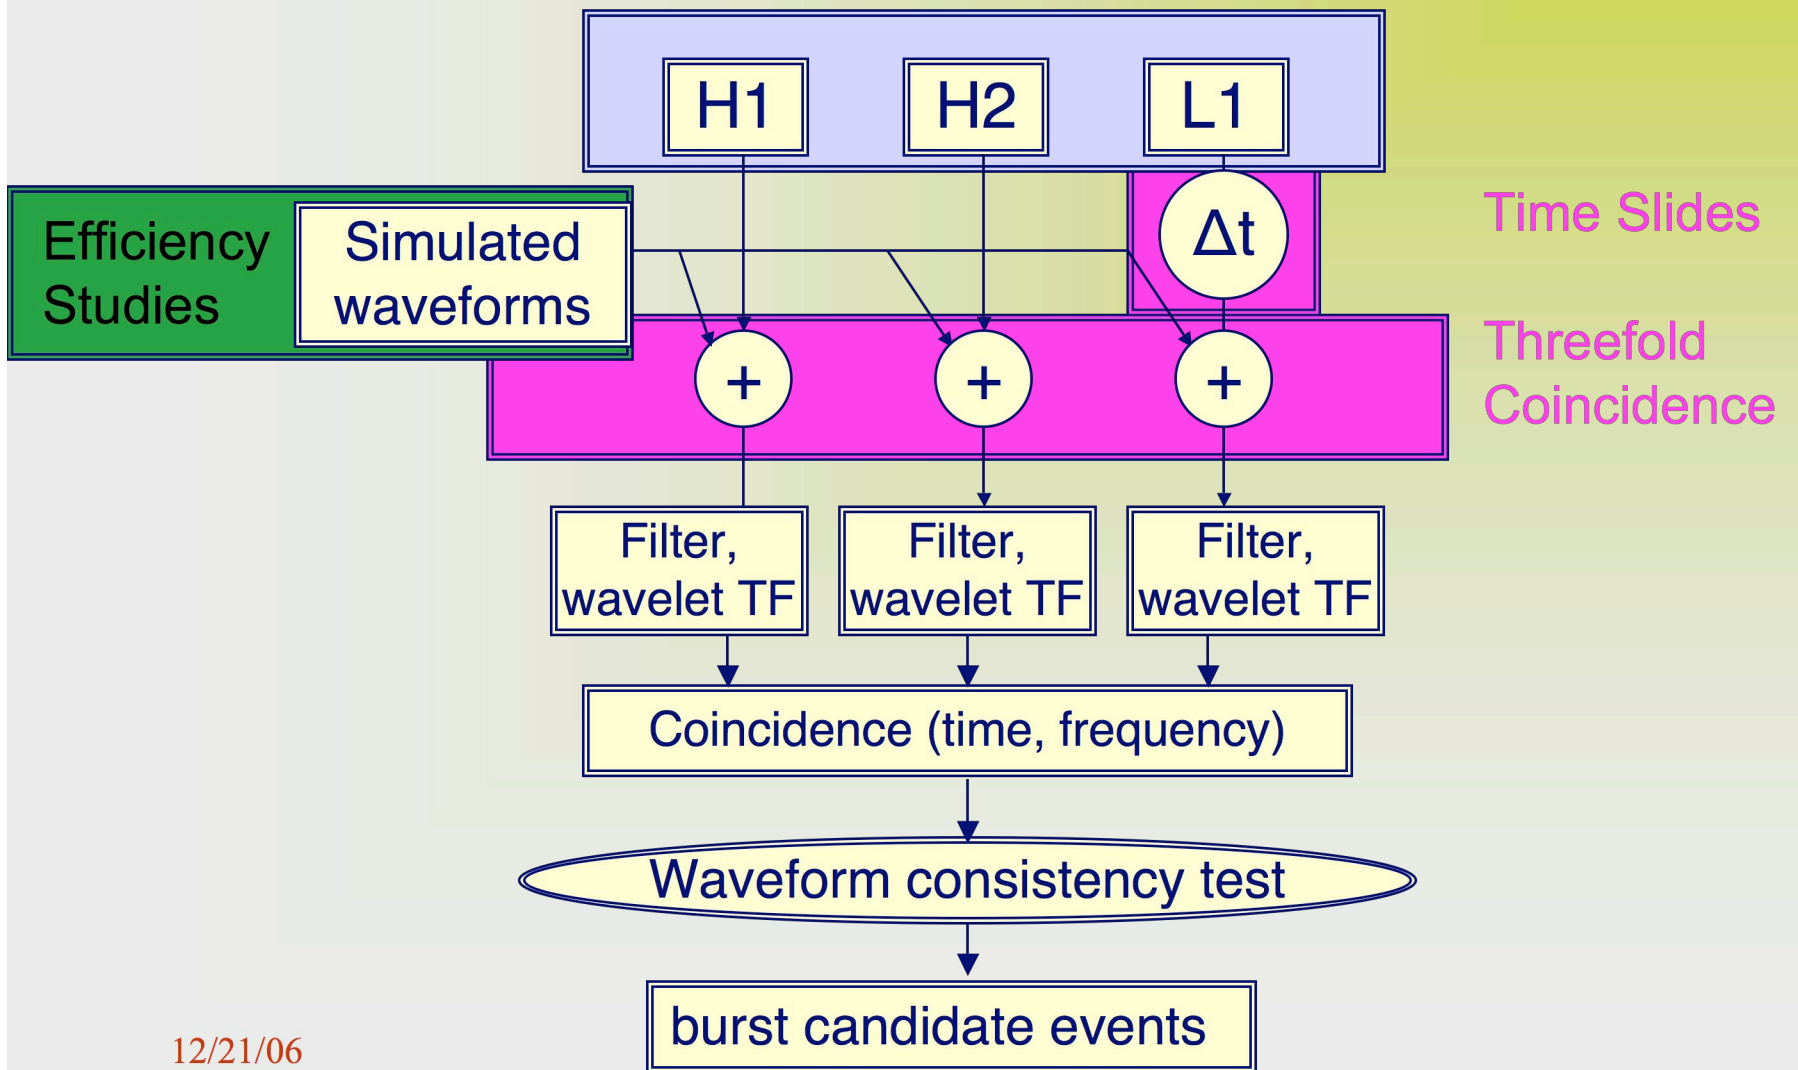 H1
H2
L1
Efficiency
Studies
Simulated
waveforms
Δt
Time Slides
Threefold
Coincidence
+
+
+
Filter,
wavelet TF
Filter,
wavelet TF
Filter,
wavelet TF
Coincidence (time, frequency)
Waveform consistency test
burst candidate events
12/21/06